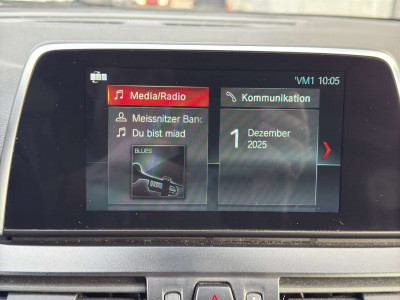 'VM1 10:05
Media/Radio
Meissnitzer Banc
Du bist miad
BLUES
Kommunikation
1 Dezember
2025